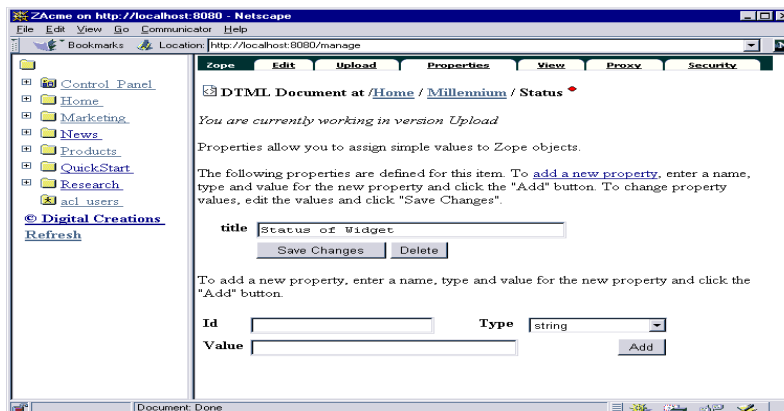 ZAcme on http://localhost:8080 - Netscape
File Edit View Go Communicator Help
Bookmarks Location: http://localhost:8080/manage
Control Panel
Home
Marketing
News
Products
QuickStart
Research
acl_users
© Digital Creations
Refresh
Zope Edit Upload Properties View Proxy Security
DTML Document at /Home / Millennium / Status
You are currently working in version Upload
Properties allow you to assign simple values to Zope objects.
The following properties are defined for this item. To add a new property, enter a name,
type and value for the new property and click the "Add" button. To change property
values, edit the values and click "Save Changes".
title Status of Widget
Save Changes Delete
To add a new property, enter a name, type and value for the new property and click the
"Add" button.
Id Type string
Value Add
Document: Done